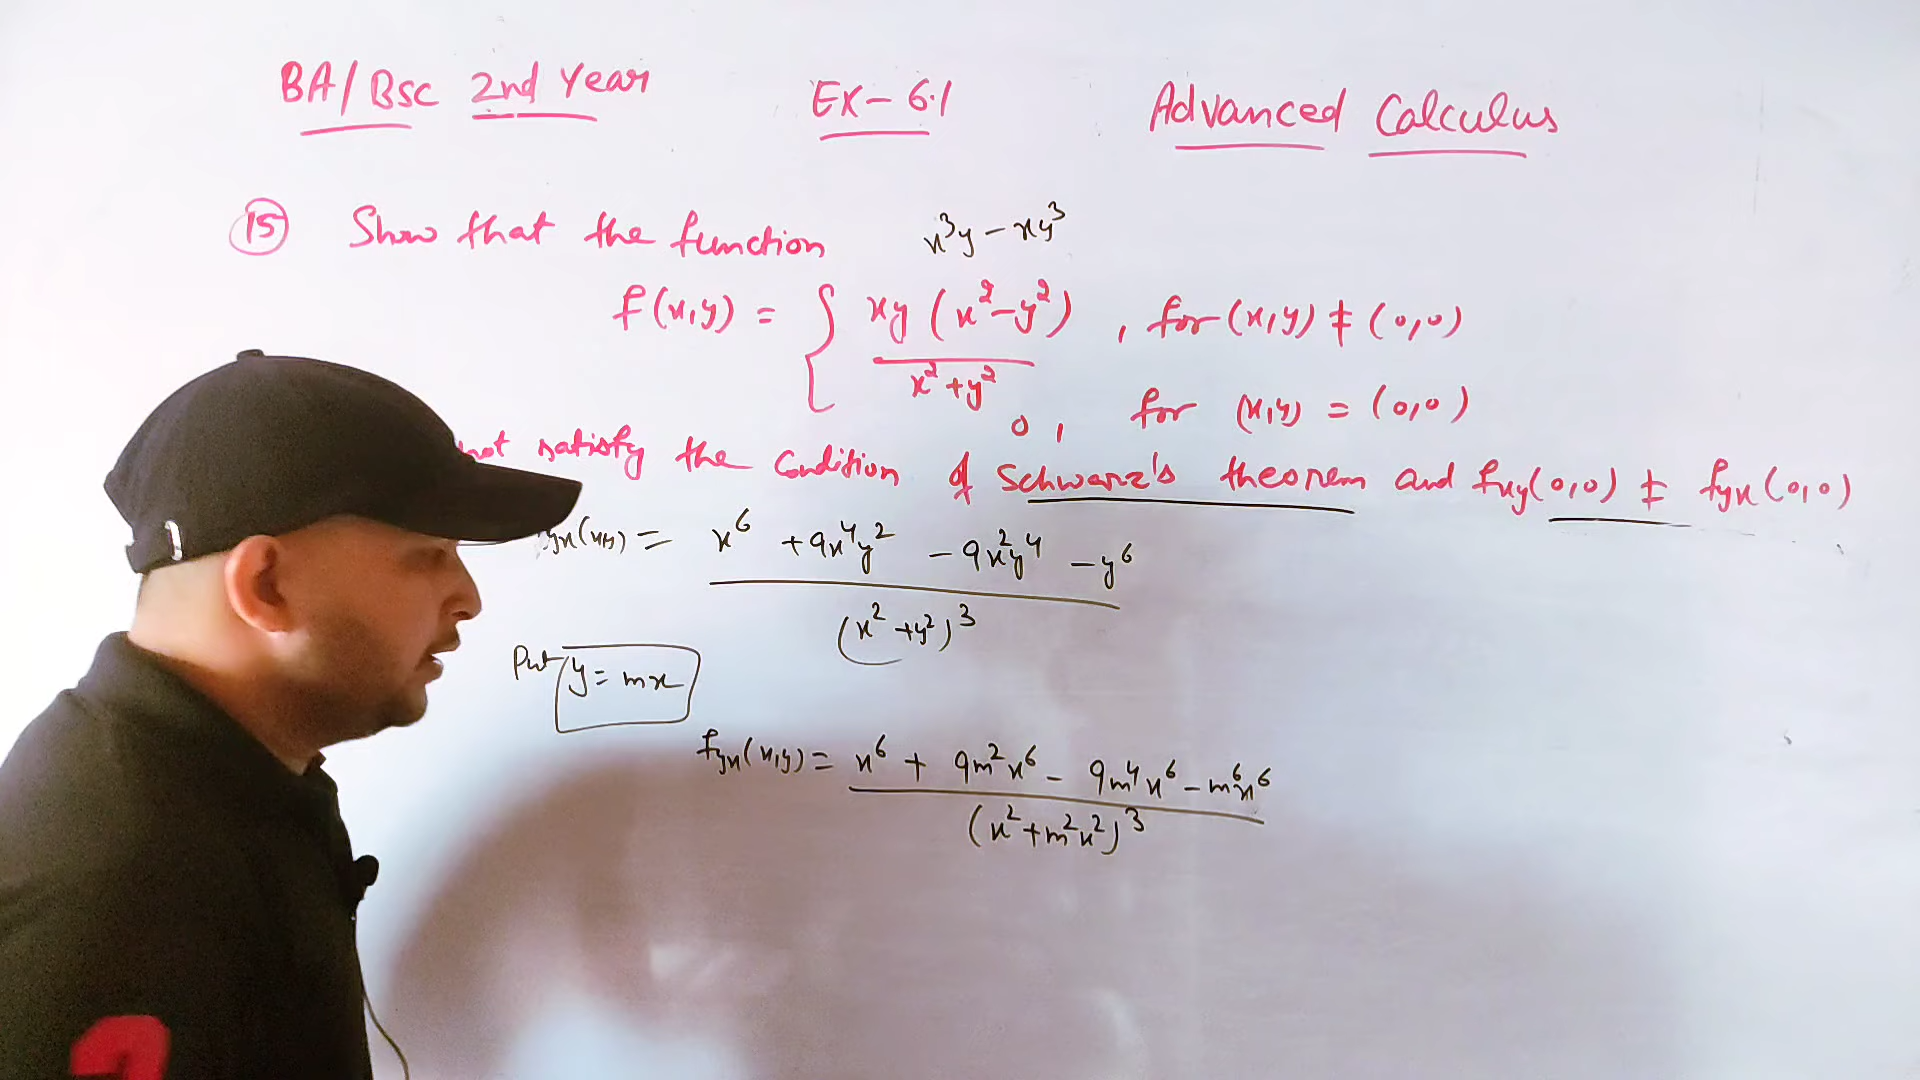 BA/BSc 2nd Year EX-6.1 Advanced Calculus
(15) Show that the function x³y - xy³
f(x,y) = { xy(x²-y²) / x²+y² , for (x,y) ≠ (0,0)
0 , for (x,y) = (0,0)
not satisfy the Condition of Schwarz's theorem and fxy(0,0) ≠ fyx(0,0)
yx(x,y) = x⁶ + 9x⁴y² - 9x²y⁴ - y⁶ / (x²+y²)³
Put y = mx
fyx(x,y) = x⁶ + 9m²x⁶ - 9m⁴x⁶ - m⁶x⁶ / (x²+m²x²)³